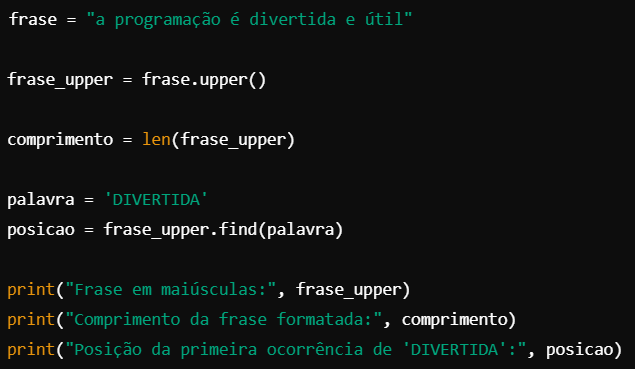 frase = "a programação é divertida e útil"
frase_upper = frase.upper()
comprimento = len(frase_upper)
palavra = 'DIVERTIDA'
posicao = frase_upper.find(palavra)
print("Frase em maiúsculas:", frase_upper)
print("Comprimento da frase formatada:", comprimento)
print("Posição da primeira ocorrência de 'DIVERTIDA':", posicao)